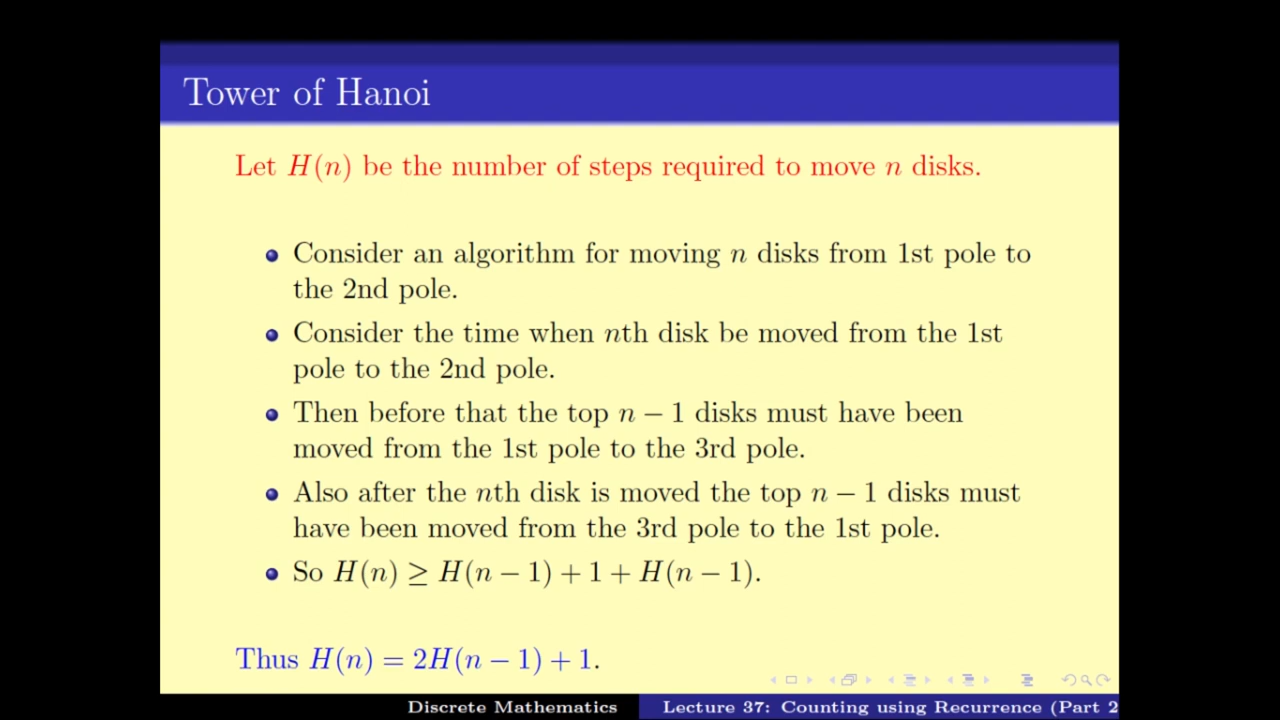 Tower of Hanoi
Let H(n) be the number of steps required to move n disks.
Consider an algorithm for moving n disks from 1st pole to
the 2nd pole.
Consider the time when nth disk be moved from the 1st
pole to the 2nd pole.
Then before that the top n − 1 disks must have been
moved from the 1st pole to the 3rd pole.
Also after the nth disk is moved the top n − 1 disks must
have been moved from the 3rd pole to the 1st pole.
So H(n) ≥ H(n − 1) + 1 + H(n − 1).
Thus H(n) = 2H(n − 1) + 1.
Discrete Mathematics
Lecture 37: Counting using Recurrence (Part 2